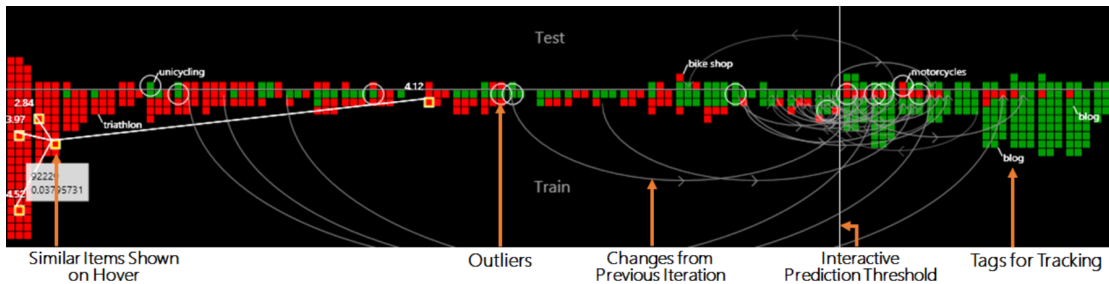 Test
unicycling
bike shop
motorcycles
4.12
2.84
3.97
triathlon
blog
blog
0.03795731
4.52
Train
Similar Items Shown
on Hover
Outliers
Changes from
Previous Iteration
Interactive
Prediction Threshold
Tags for Tracking